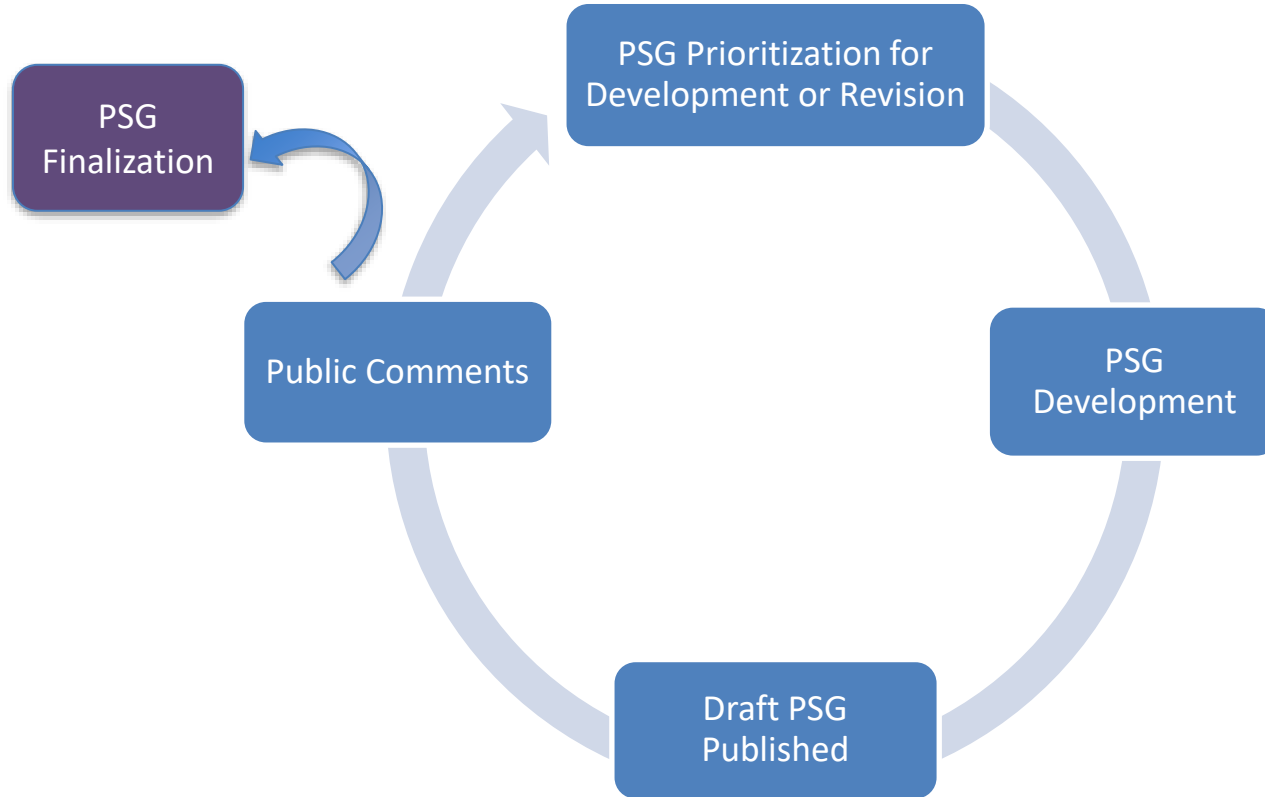 PSG Prioritization for
Development or Revision
PSG
Finalization
PSG
Development
Public Comments
Draft PSG
Published